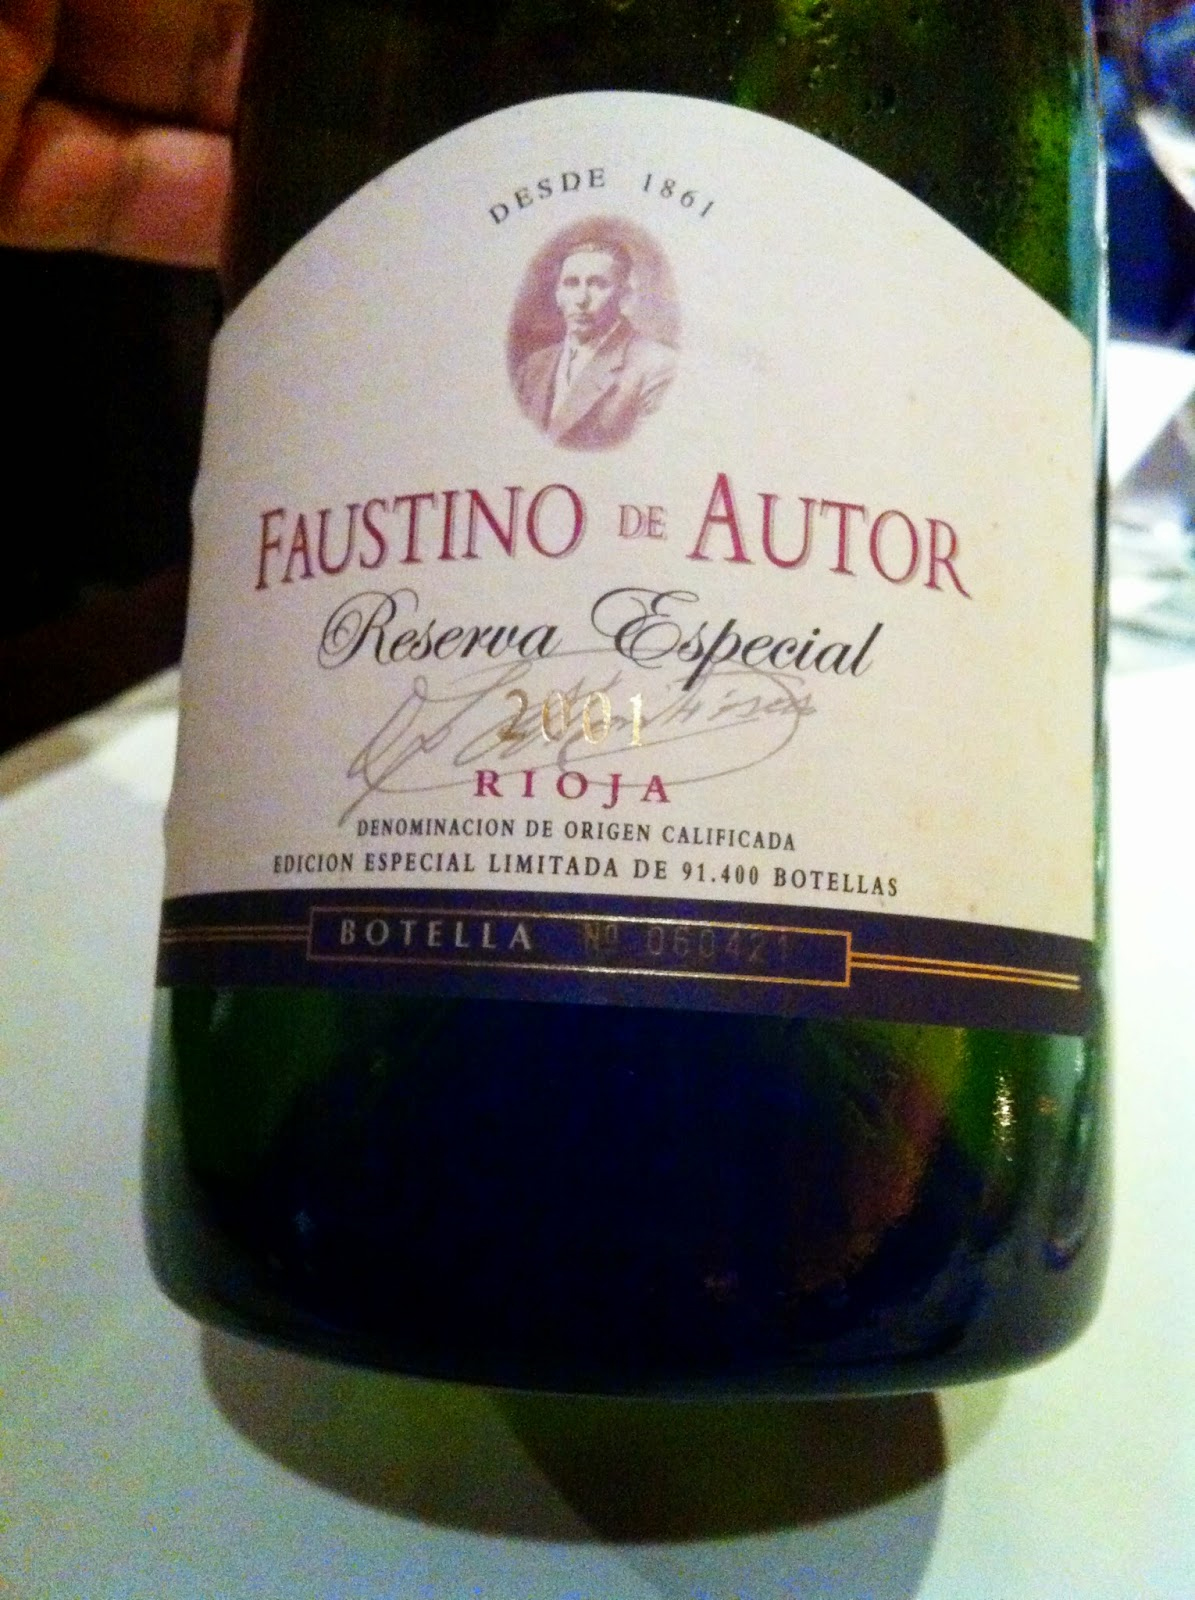 DESDE 1861
FAUSTINO DE AUTOR
Reserva Especial
2001
RIOJA
DENOMINACION DE ORIGEN CALIFICADA
EDICION ESPECIAL LIMITADA DE 91.400 BOTELLAS
BOTELLA Nº 060421